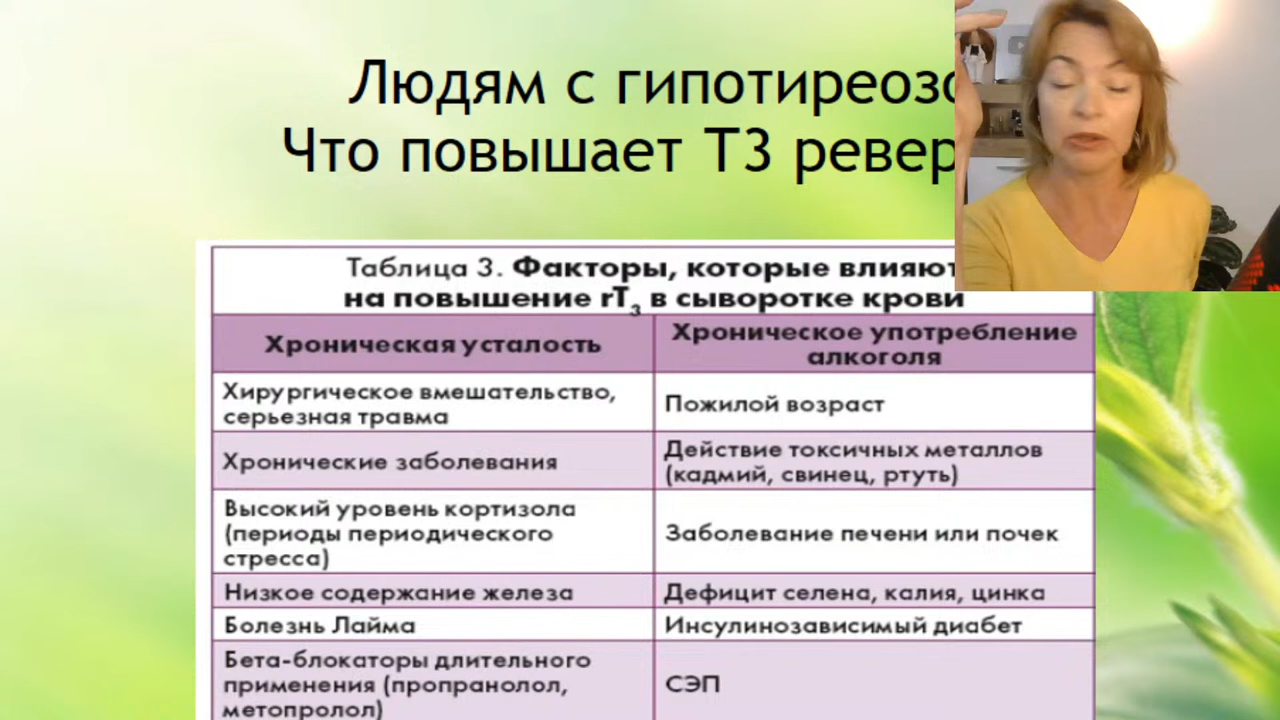 Людям с гипотиреозо
Что повышает Т3 ревер
Таблица 3. Факторы, которые влияют
на повышение rT3 в сыворотке крови
Хроническая усталость
Хроническое употребление
алкоголя
Хирургическое вмешательство,
серьезная травма
Пожилой возраст
Хронические заболевания
Действие токсичных металлов
(кадмий, свинец, ртуть)
Высокий уровень кортизола
(периоды периодического
стресса)
Заболевание печени или почек
Низкое содержание железа
Дефицит селена, калия, цинка
Болезнь Лайма
Инсулинозависимый диабет
Бета-блокаторы длительного
применения (пропранолол,
метопролол)
СЭП